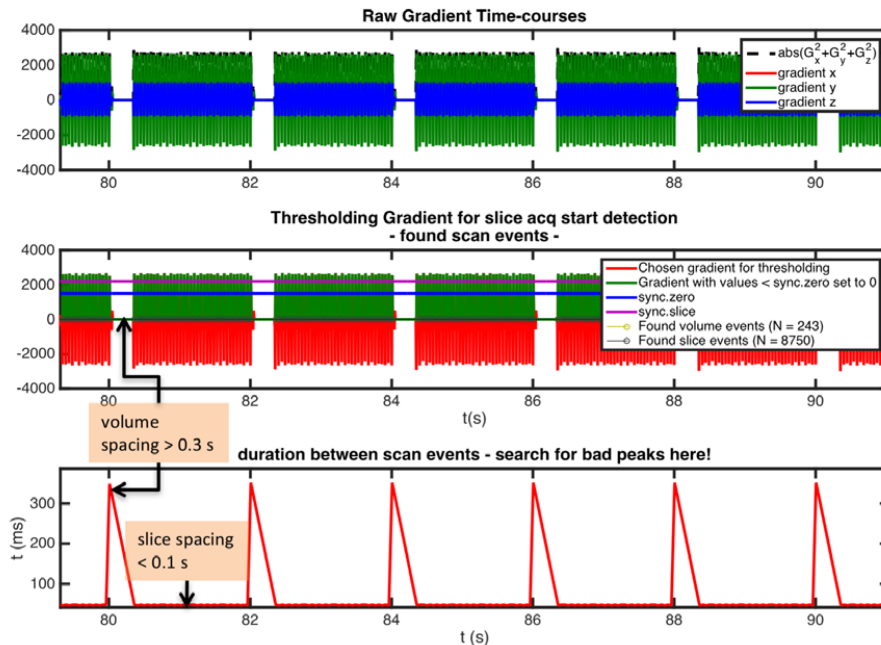 Raw Gradient Time-courses
4000
2000
0
-2000
-4000
abs(G²x+G²y+G²z)
gradient x
gradient y
gradient z
80 82 84 86 88 90
Thresholding Gradient for slice acq start detection
- found scan events -
4000
2000
0
-2000
-4000
Chosen gradient for thresholding
Gradient with values < sync.zero set to 0
sync.zero
sync.slice
Found volume events (N = 243)
Found slice events (N = 8750)
80 82 84 86 88 90
t(s)
volume
spacing > 0.3 s
duration between scan events - search for bad peaks here!
t (ms)
300
200
100
slice spacing
< 0.1 s
80 82 84 86 88 90
t (s)